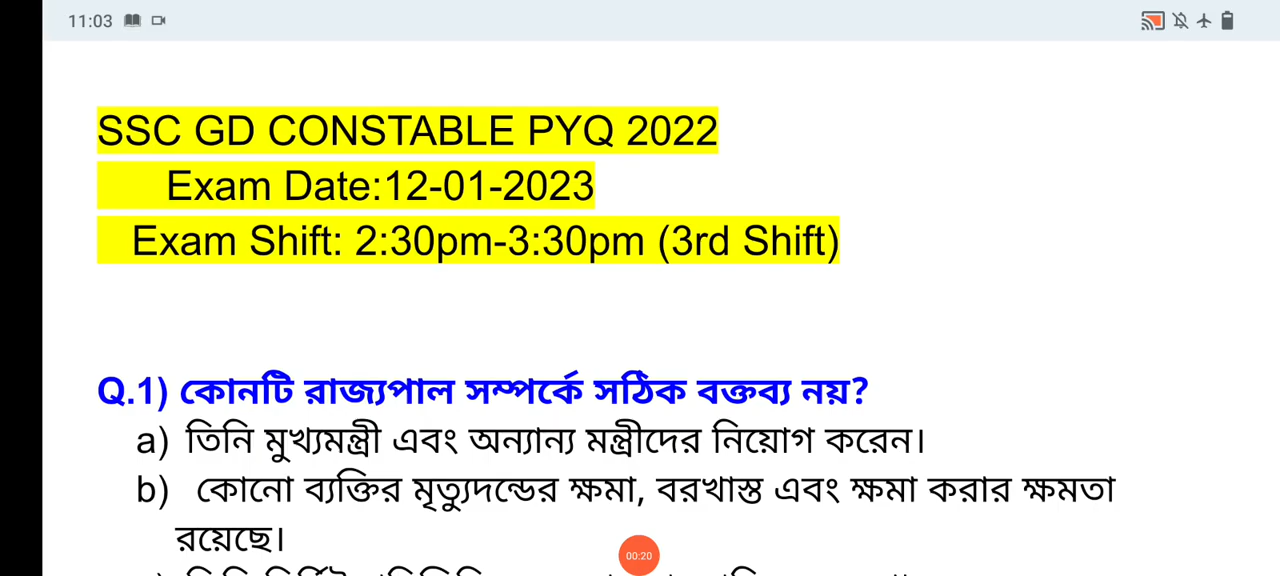 11:03
SSC GD CONSTABLE PYQ 2022
Exam Date:12-01-2023
Exam Shift: 2:30pm-3:30pm (3rd Shift)
Q.1) কোনটি রাজ্যপাল সম্পর্কে সঠিক বক্তব্য নয়?
a) তিনি মুখ্যমন্ত্রী এবং অন্যান্য মন্ত্রীদের নিয়োগ করেন।
b) কোনো ব্যক্তির মৃত্যুদন্ডের ক্ষমা, বরখাস্ত এবং ক্ষমা করার ক্ষমতা
রয়েছে।
00:20